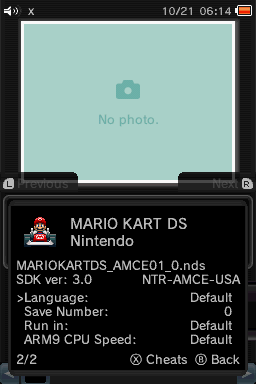 x 10/21 06:14
No photo.
L Previous Next R
MARIO KART DS
Nintendo
MARIOKARTDS_AMCE01_0.nds
SDK ver: 3.0 NTR-AMCE-USA
>Language: Default
Save Number: 0
Run in: Default
ARM9 CPU Speed: Default
2/2 Ⓧ Cheats Ⓑ Back